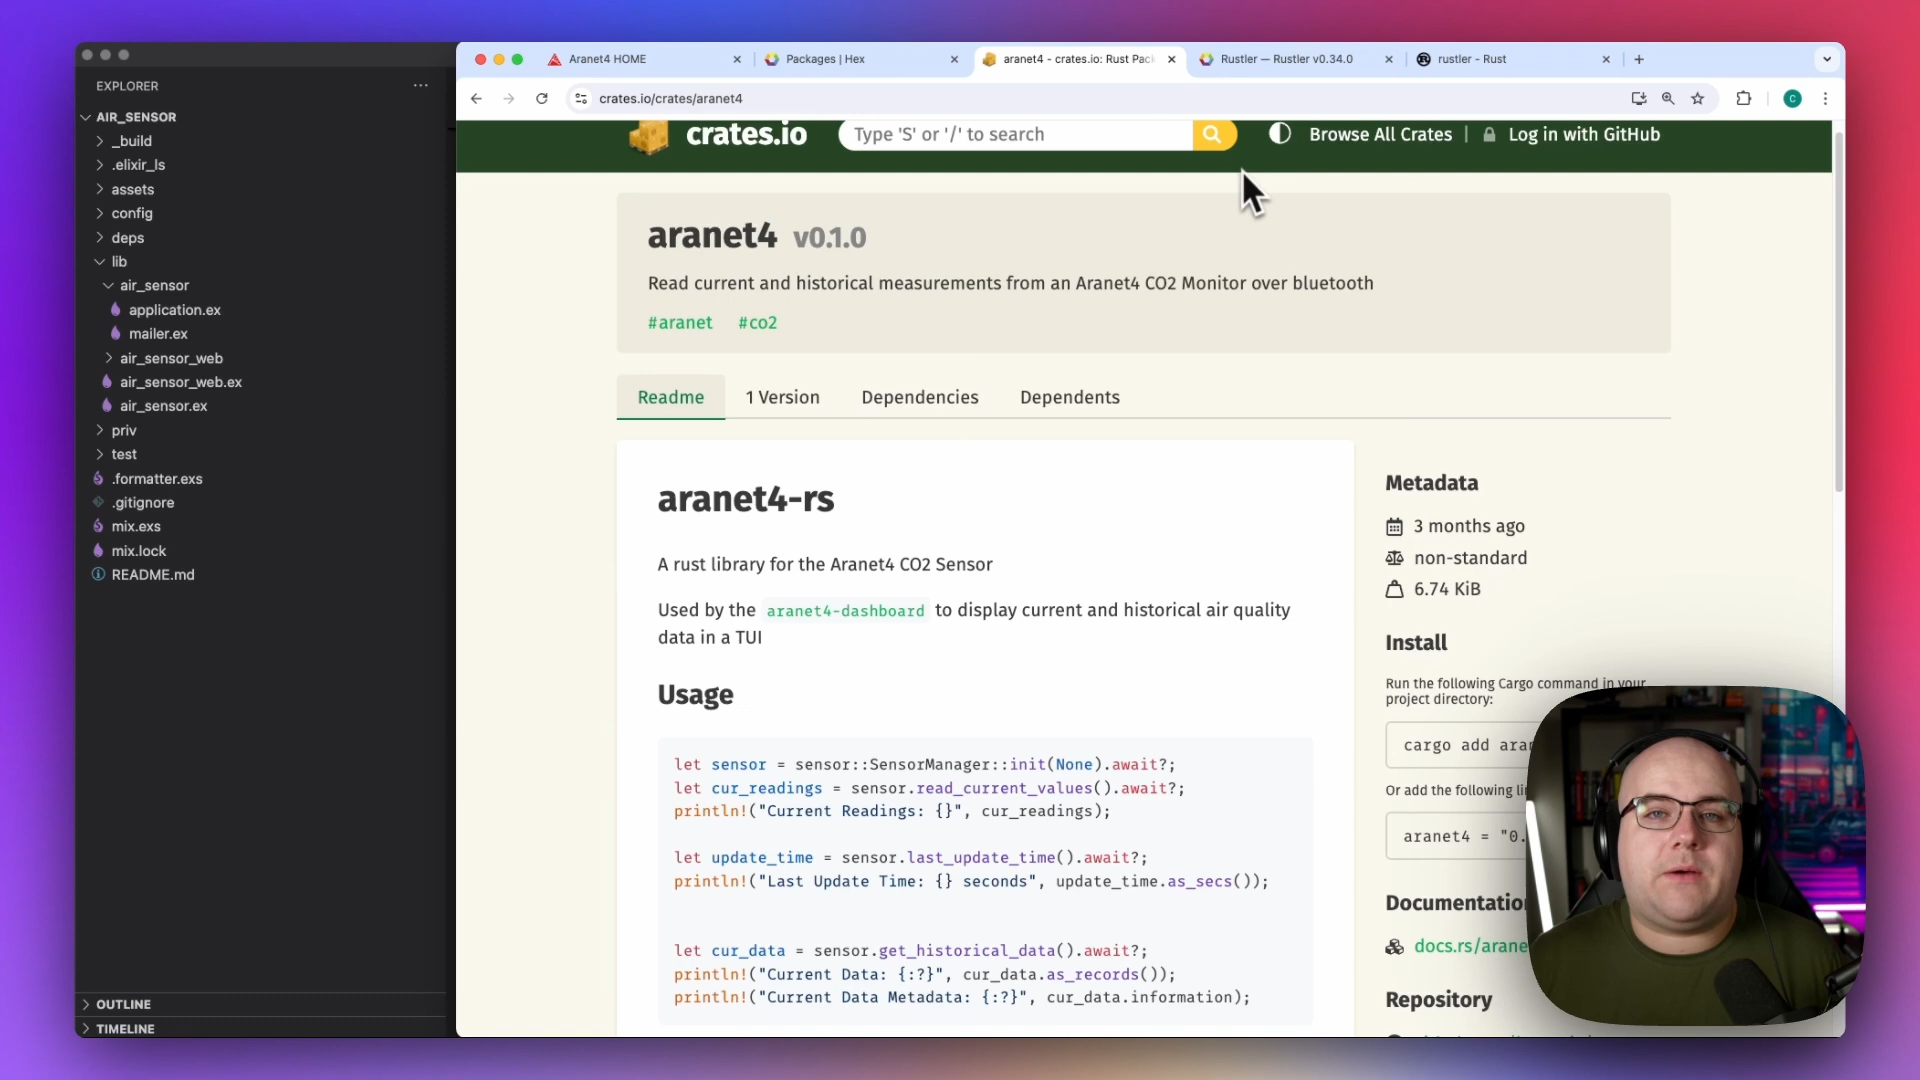 EXPLORER
AIR_SENSOR
_build
.elixir_ls
assets
config
deps
lib
air_sensor
application.ex
mailer.ex
air_sensor_web
air_sensor_web.ex
air_sensor.ex
priv
test
.formatter.exs
.gitignore
mix.exs
mix.lock
README.md
OUTLINE
TIMELINE
Aranet4 HOME
Packages | Hex
aranet4 - crates.io: Rust Pack
Rustler — Rustler v0.34.0
rustler - Rust
crates.io/crates/aranet4
C
crates.io
Type 'S' or '/' to search
Browse All Crates
Log in with GitHub
aranet4 v0.1.0
Read current and historical measurements from an Aranet4 CO2 Monitor over bluetooth
#aranet #co2
Readme
1 Version
Dependencies
Dependents
aranet4-rs
A rust library for the Aranet4 CO2 Sensor
Used by the aranet4-dashboard to display current and historical air quality
data in a TUI
Usage
let sensor = sensor::SensorManager::init(None).await?;
let cur_readings = sensor.read_current_values().await?;
println!("Current Readings: {}", cur_readings);
let update_time = sensor.last_update_time().await?;
println!("Last Update Time: {} seconds", update_time.as_secs());
let cur_data = sensor.get_historical_data().await?;
println!("Current Data: {:?}", cur_data.as_records());
println!("Current Data Metadata: {:?}", cur_data.information);
Metadata
3 months ago
non-standard
6.74 KiB
Install
Run the following Cargo command in your
project directory:
cargo add aran
Or add the following li
aranet4 = "0.
Documentatio
docs.rs/arane
Repository